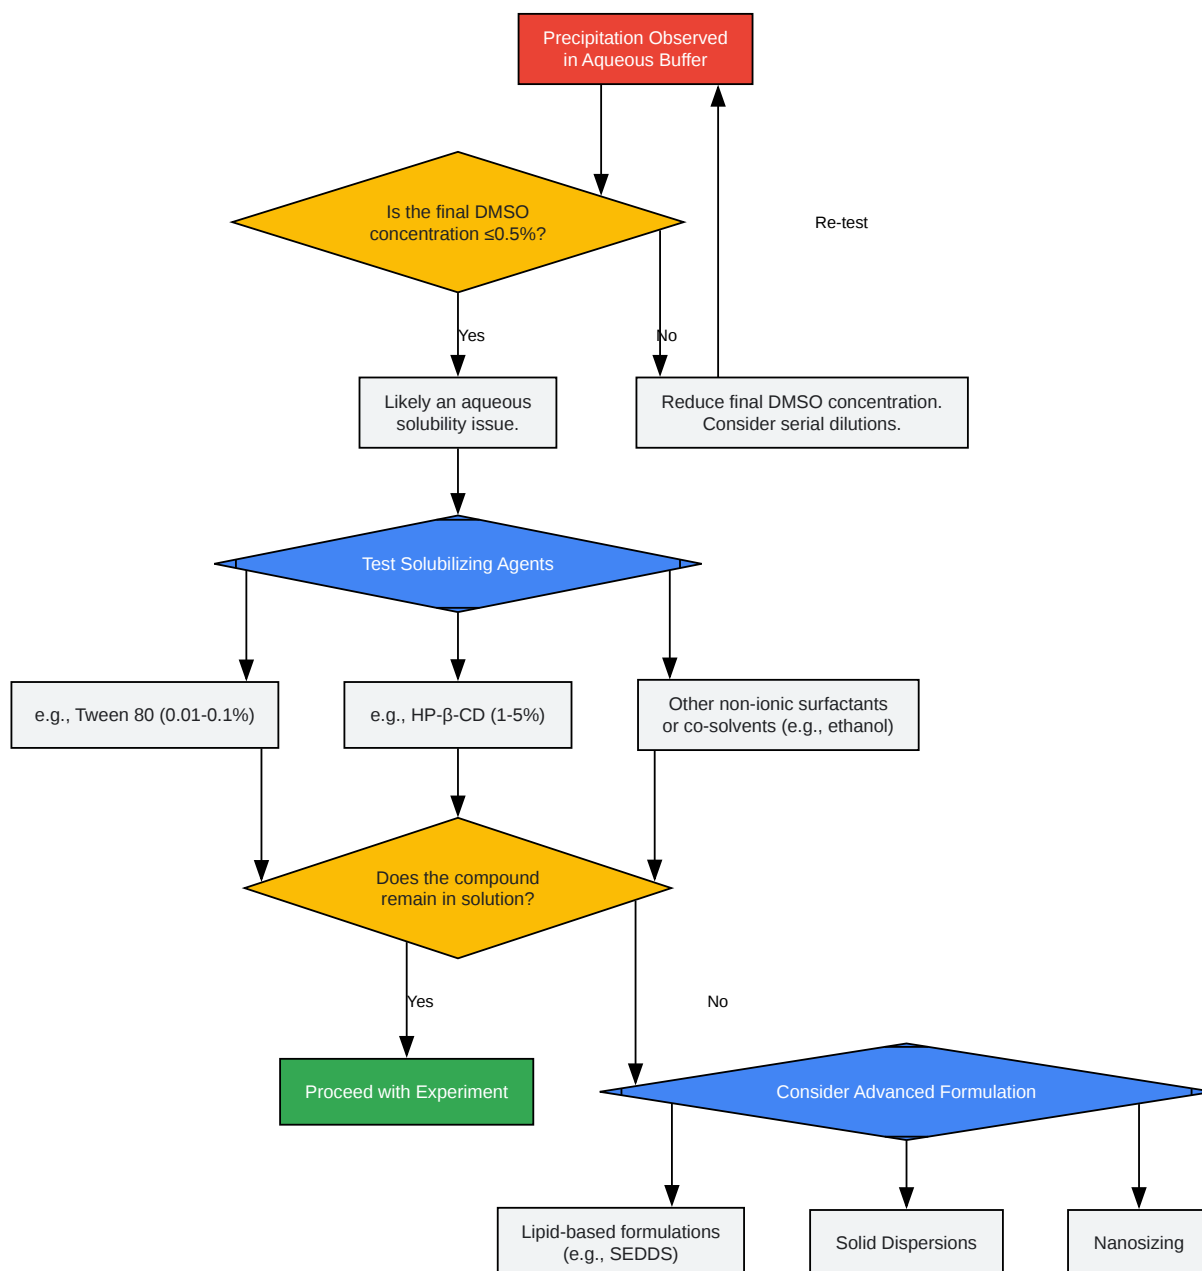 Precipitation Observed
in Aqueous Buffer
Is the final DMSO
concentration ≤0.5%?
Re-test
Yes
No
Likely an aqueous
solubility issue.
Reduce final DMSO concentration.
Consider serial dilutions.
Test Solubilizing Agents
e.g., Tween 80 (0.01-0.1%)
e.g., HP-β-CD (1-5%)
Other non-ionic surfactants
or co-solvents (e.g., ethanol)
Does the compound
remain in solution?
Yes
No
Proceed with Experiment
Consider Advanced Formulation
Lipid-based formulations
(e.g., SEDDS)
Solid Dispersions
Nanosizing